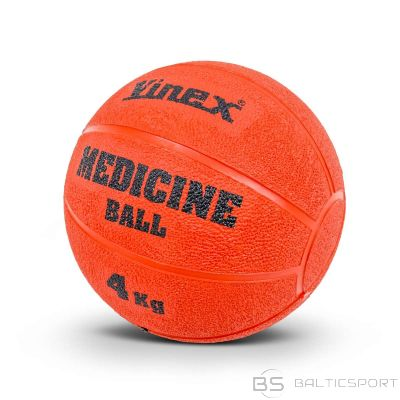 Vinex®
MEDICINE
BALL
4 Kg
BS BALTICSPORT